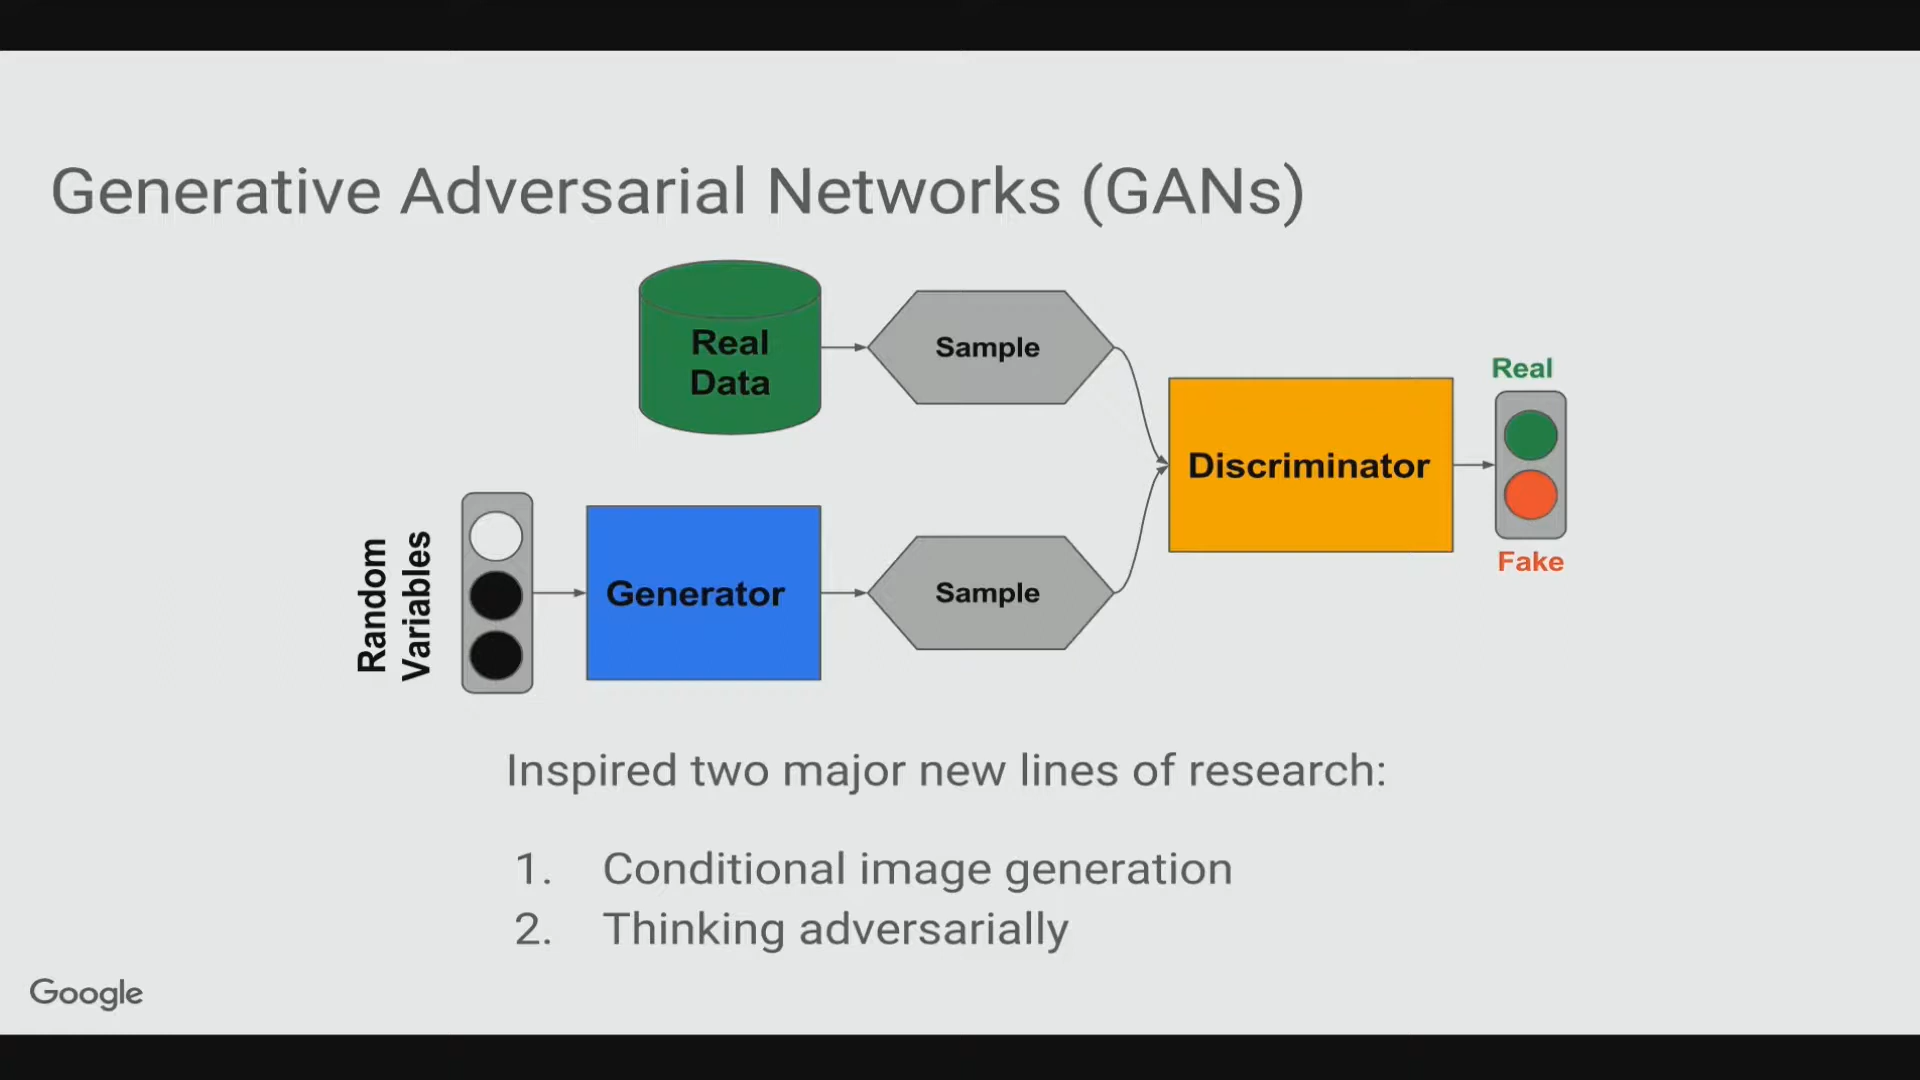 Generative Adversarial Networks (GANs)
Real
Data
Sample
Real
Discriminator
Fake
Random
Variables
Generator
Sample
Inspired two major new lines of research:
1. Conditional image generation
2. Thinking adversarially
Google